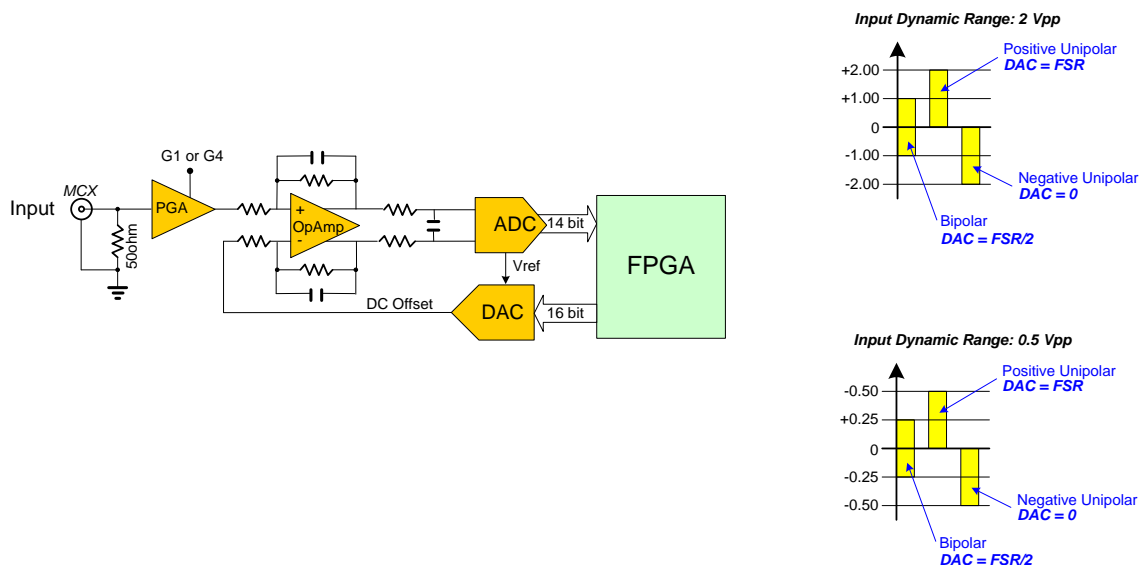 Input
MCX
50ohm
PGA
G1 or G4
+
OpAmp
-
ADC
14 bit
Vref
DAC
16 bit
DC Offset
FPGA
Input Dynamic Range: 2 Vpp
Positive Unipolar
DAC = FSR
+2.00
+1.00
0
-1.00
-2.00
Negative Unipolar
DAC = 0
Bipolar
DAC = FSR/2
Input Dynamic Range: 0.5 Vpp
Positive Unipolar
DAC = FSR
-0.50
+0.25
0
-0.25
-0.50
Negative Unipolar
DAC = 0
Bipolar
DAC = FSR/2